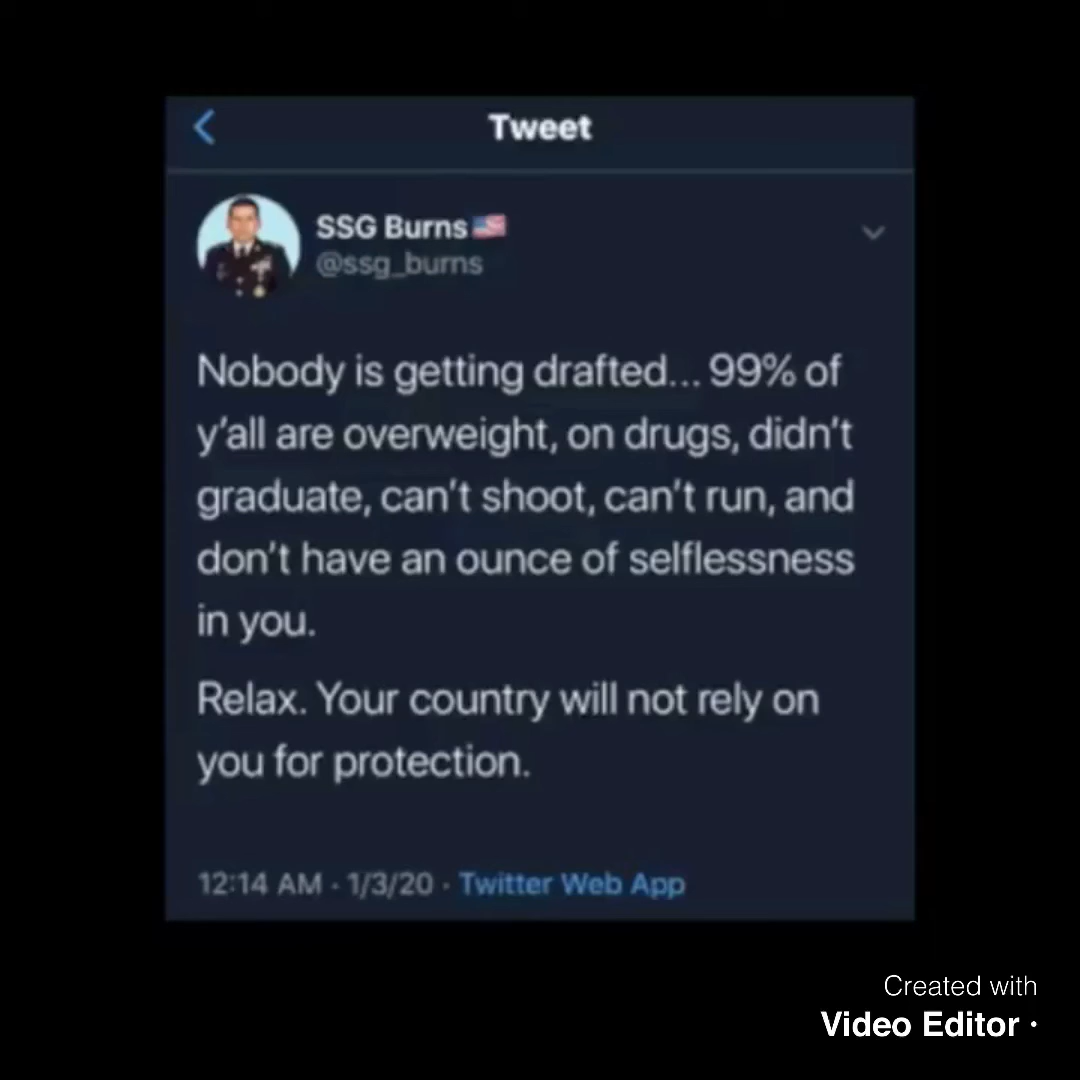 Tweet
SSG Burns🇺🇸
@ssg_burns
Nobody is getting drafted... 99% of
y'all are overweight, on drugs, didn't
graduate, can't shoot, can't run, and
don't have an ounce of selflessness
in you.
Relax. Your country will not rely on
you for protection.
12:14 AM · 1/3/20 · Twitter Web App
Created with
Video Editor ·